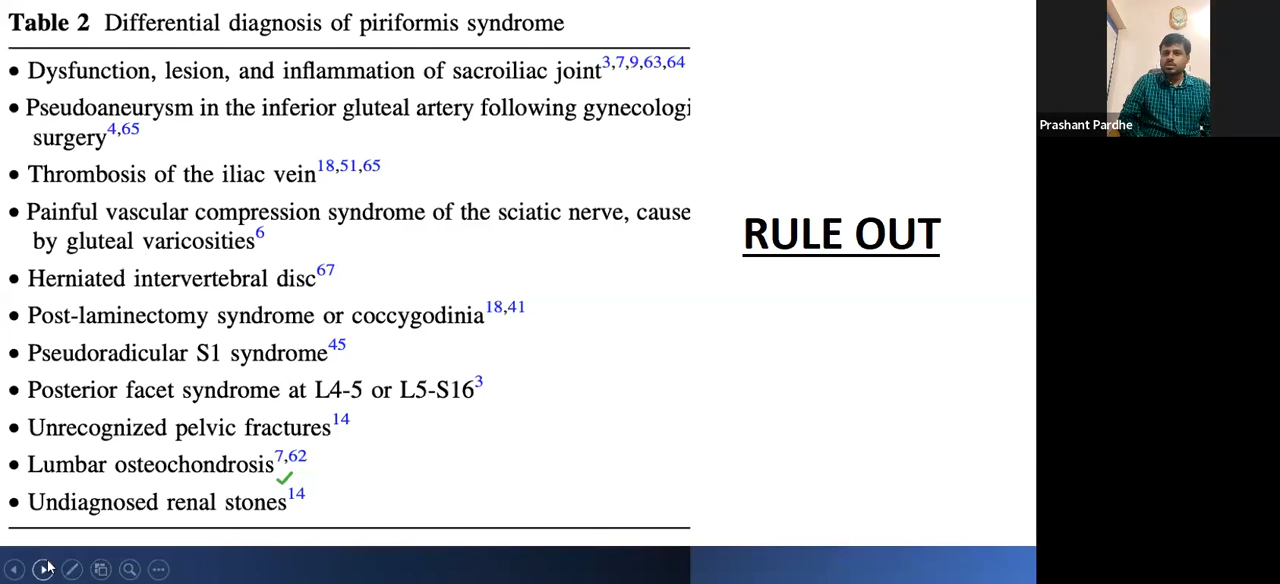 Table 2 Differential diagnosis of piriformis syndrome
• Dysfunction, lesion, and inflammation of sacroiliac joint3,7,9,63,64
• Pseudoaneurysm in the inferior gluteal artery following gynecologi
surgery4,65
• Thrombosis of the iliac vein18,51,65
• Painful vascular compression syndrome of the sciatic nerve, cause
by gluteal varicosities6
• Herniated intervertebral disc67
• Post-laminectomy syndrome or coccygodinia18,41
• Pseudoradicular S1 syndrome45
• Posterior facet syndrome at L4-5 or L5-S163
• Unrecognized pelvic fractures14
• Lumbar osteochondrosis7,62
• Undiagnosed renal stones14
RULE OUT
Prashant Pardhe